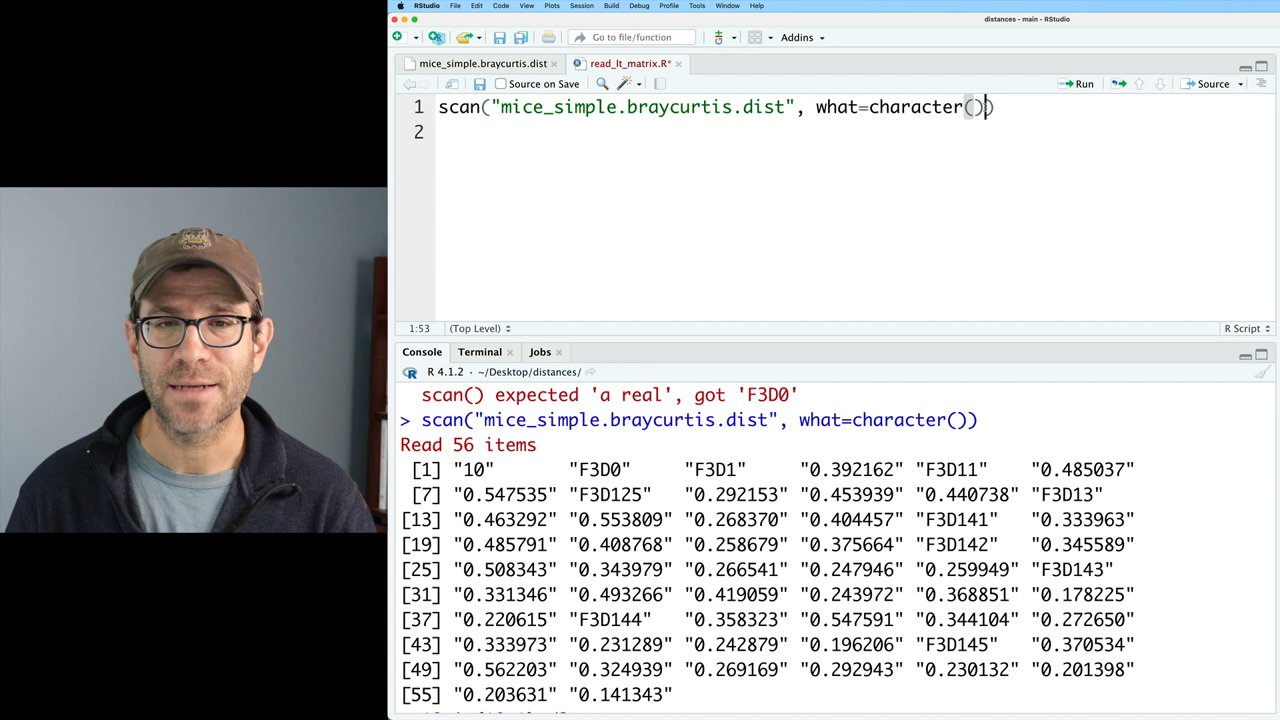 RStudio File Edit Code View Plots Session Build Debug Profile Tools Window Help
distances - main - RStudio
Go to file/function Addins
mice_simple.braycurtis.dist read_lt_matrix.R*
Source on Save Run Source
1 scan("mice_simple.braycurtis.dist", what=character())
2
1:53 (Top Level) R Script
Console Terminal Jobs
R 4.1.2 · ~/Desktop/distances/
scan() expected 'a real', got 'F3D0'
> scan("mice_simple.braycurtis.dist", what=character())
Read 56 items
[1] "10" "F3D0" "F3D1" "0.392162" "F3D11" "0.485037"
[7] "0.547535" "F3D125" "0.292153" "0.453939" "0.440738" "F3D13"
[13] "0.463292" "0.553809" "0.268370" "0.404457" "F3D141" "0.333963"
[19] "0.485791" "0.408768" "0.258679" "0.375664" "F3D142" "0.345589"
[25] "0.508343" "0.343979" "0.266541" "0.247946" "0.259949" "F3D143"
[31] "0.331346" "0.493266" "0.419059" "0.243972" "0.368851" "0.178225"
[37] "0.220615" "F3D144" "0.358323" "0.547591" "0.344104" "0.272650"
[43] "0.333973" "0.231289" "0.242879" "0.196206" "F3D145" "0.370534"
[49] "0.562203" "0.324939" "0.269169" "0.292943" "0.230132" "0.201398"
[55] "0.203631" "0.141343"